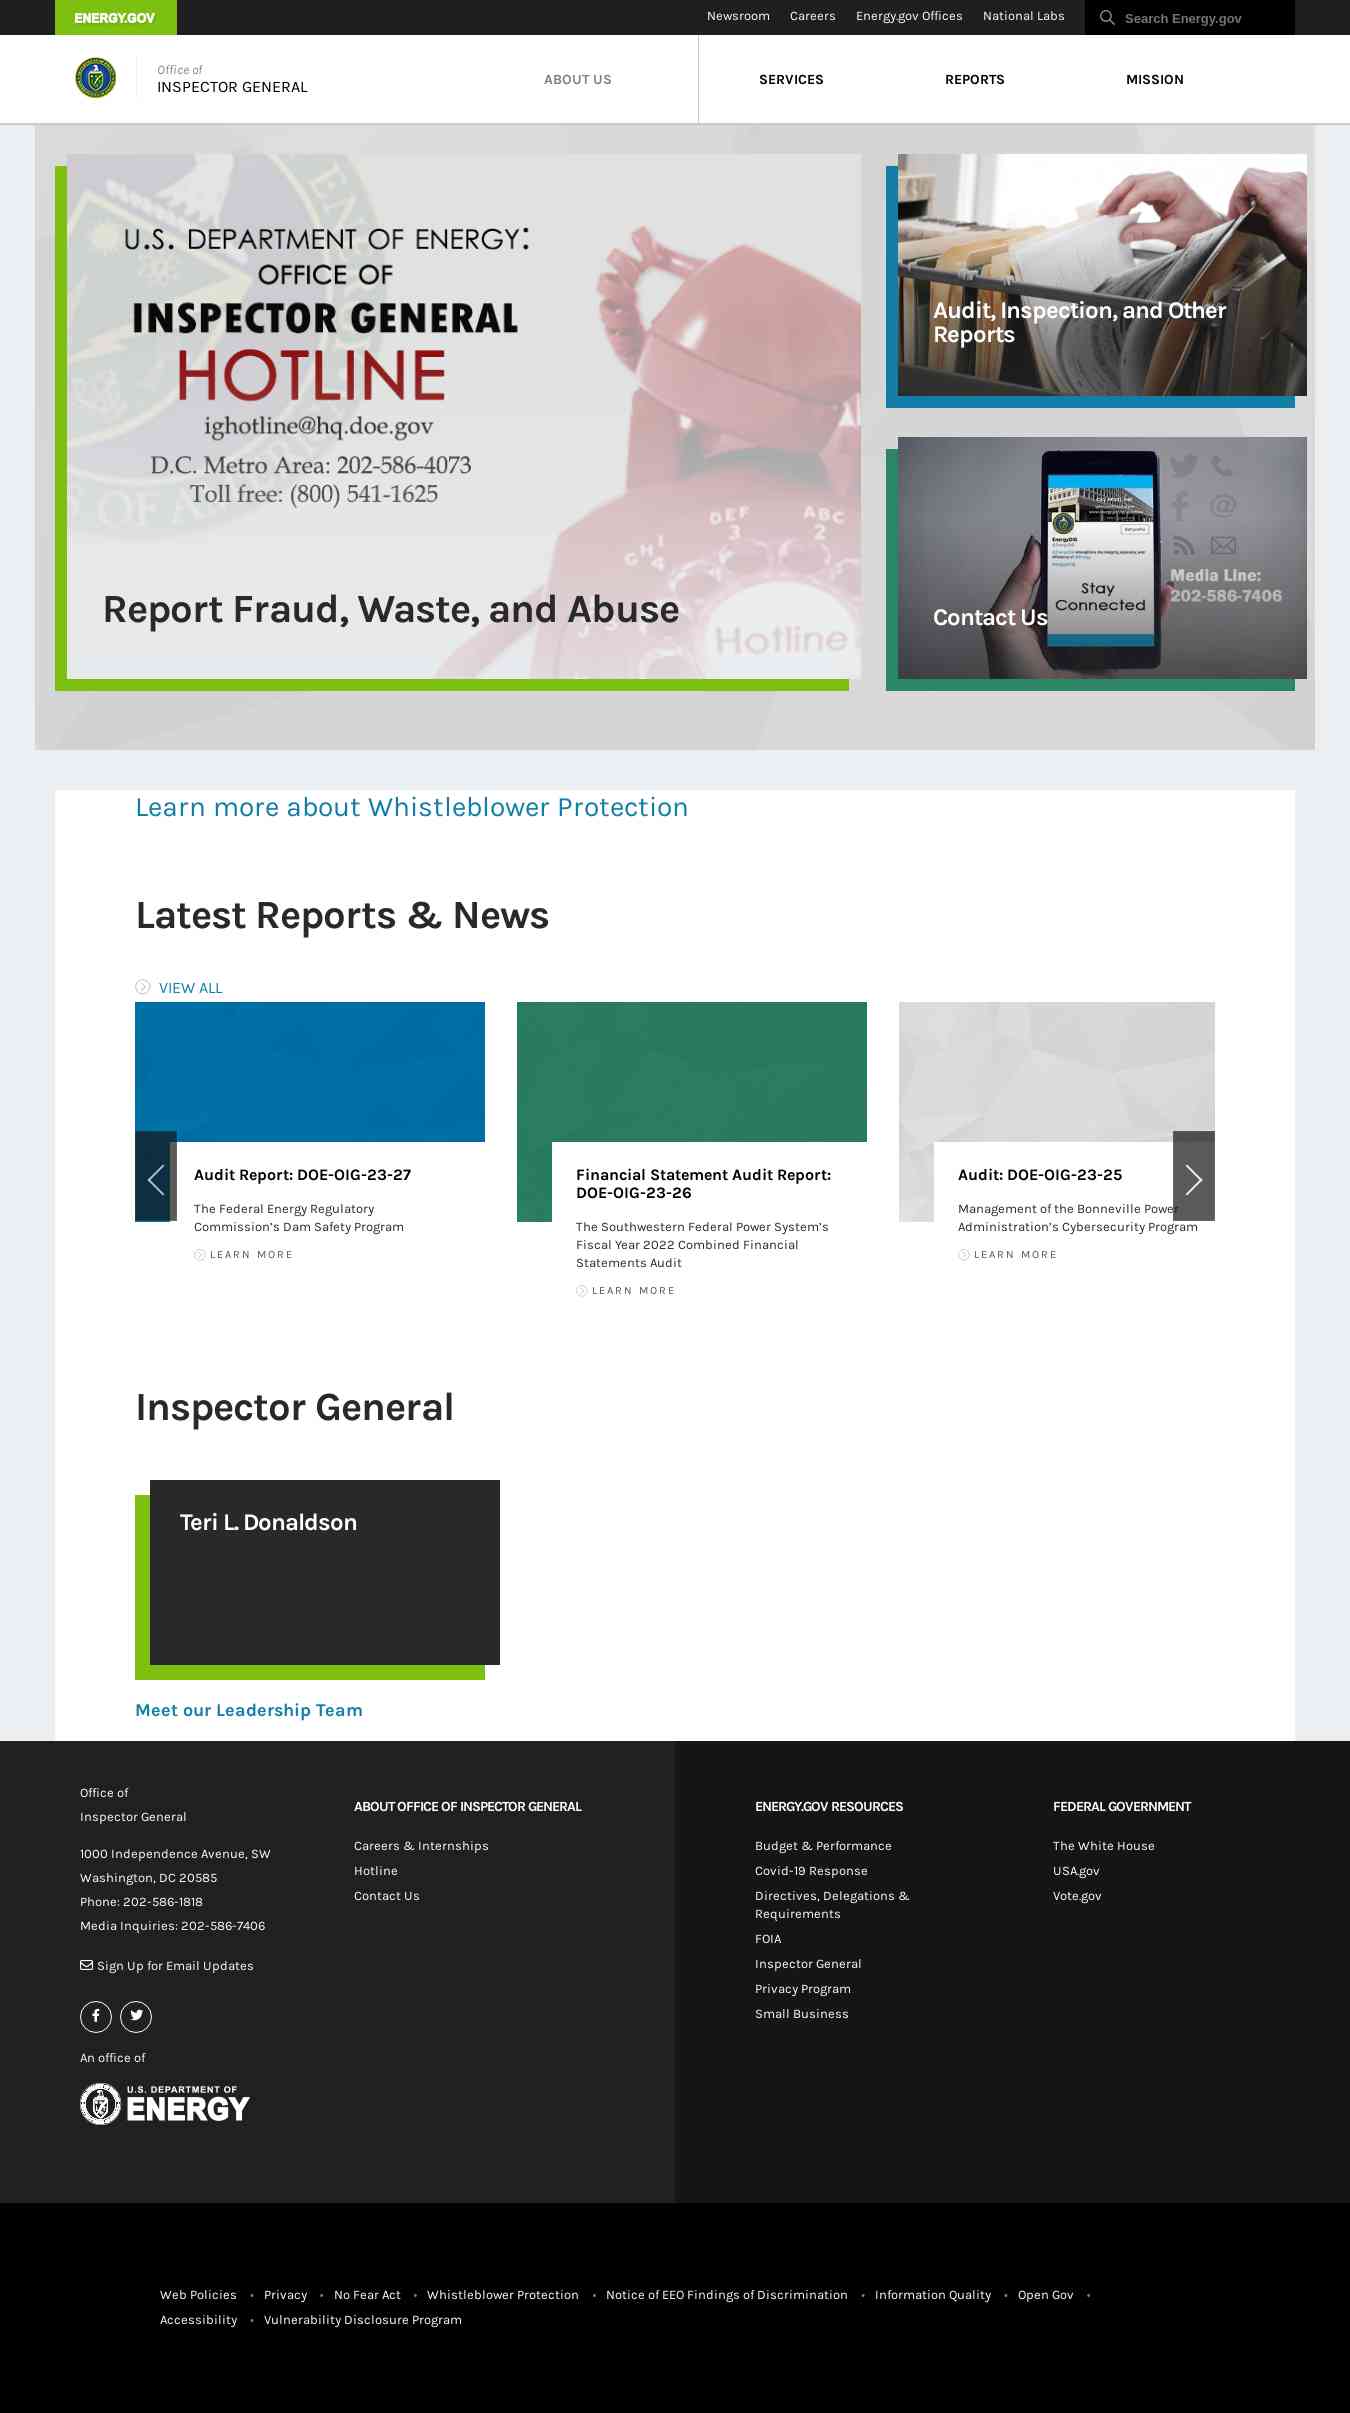 ENERGY.GOV
Newsroom
Careers
Energy.gov Offices
National Labs
Search Energy.gov
Office of
INSPECTOR GENERAL
ABOUT US
SERVICES
REPORTS
MISSION
U.S. DEPARTMENT OF ENERGY:
OFFICE OF
INSPECTOR GENERAL
HOTLINE
ighotline@hq.doe.gov
D.C. Metro Area: 202-586-4073
Toll free: (800) 541-1625
DEF
3
ABC
2
GHI
4
Hotline
Report Fraud, Waste, and Abuse
Audit, Inspection, and Other
Reports
EnergyOIG
Stay
Connected
Media Line:
202-586-7406
Contact Us
Learn more about Whistleblower Protection
Latest Reports & News
VIEW ALL
Audit Report: DOE-OIG-23-27
The Federal Energy Regulatory
Commission’s Dam Safety Program
LEARN MORE
Financial Statement Audit Report:
DOE-OIG-23-26
The Southwestern Federal Power System’s
Fiscal Year 2022 Combined Financial
Statements Audit
LEARN MORE
Audit: DOE-OIG-23-25
Management of the Bonneville Power
Administration’s Cybersecurity Program
LEARN MORE
Inspector General
Teri L. Donaldson
Meet our Leadership Team
Office of
Inspector General
1000 Independence Avenue, SW
Washington, DC 20585
Phone: 202-586-1818
Media Inquiries: 202-586-7406
Sign Up for Email Updates
An office of
U.S. DEPARTMENT OF
ENERGY
ABOUT OFFICE OF INSPECTOR GENERAL
Careers & Internships
Hotline
Contact Us
ENERGY.GOV RESOURCES
Budget & Performance
Covid-19 Response
Directives, Delegations &
Requirements
FOIA
Inspector General
Privacy Program
Small Business
FEDERAL GOVERNMENT
The White House
USA.gov
Vote.gov
Web Policies • Privacy • No Fear Act • Whistleblower Protection • Notice of EEO Findings of Discrimination • Information Quality • Open Gov •
Accessibility • Vulnerability Disclosure Program